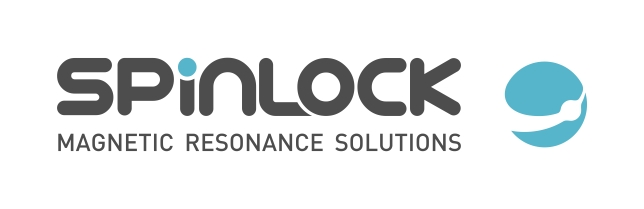 SPiNLOCK
MAGNETIC RESONANCE SOLUTIONS